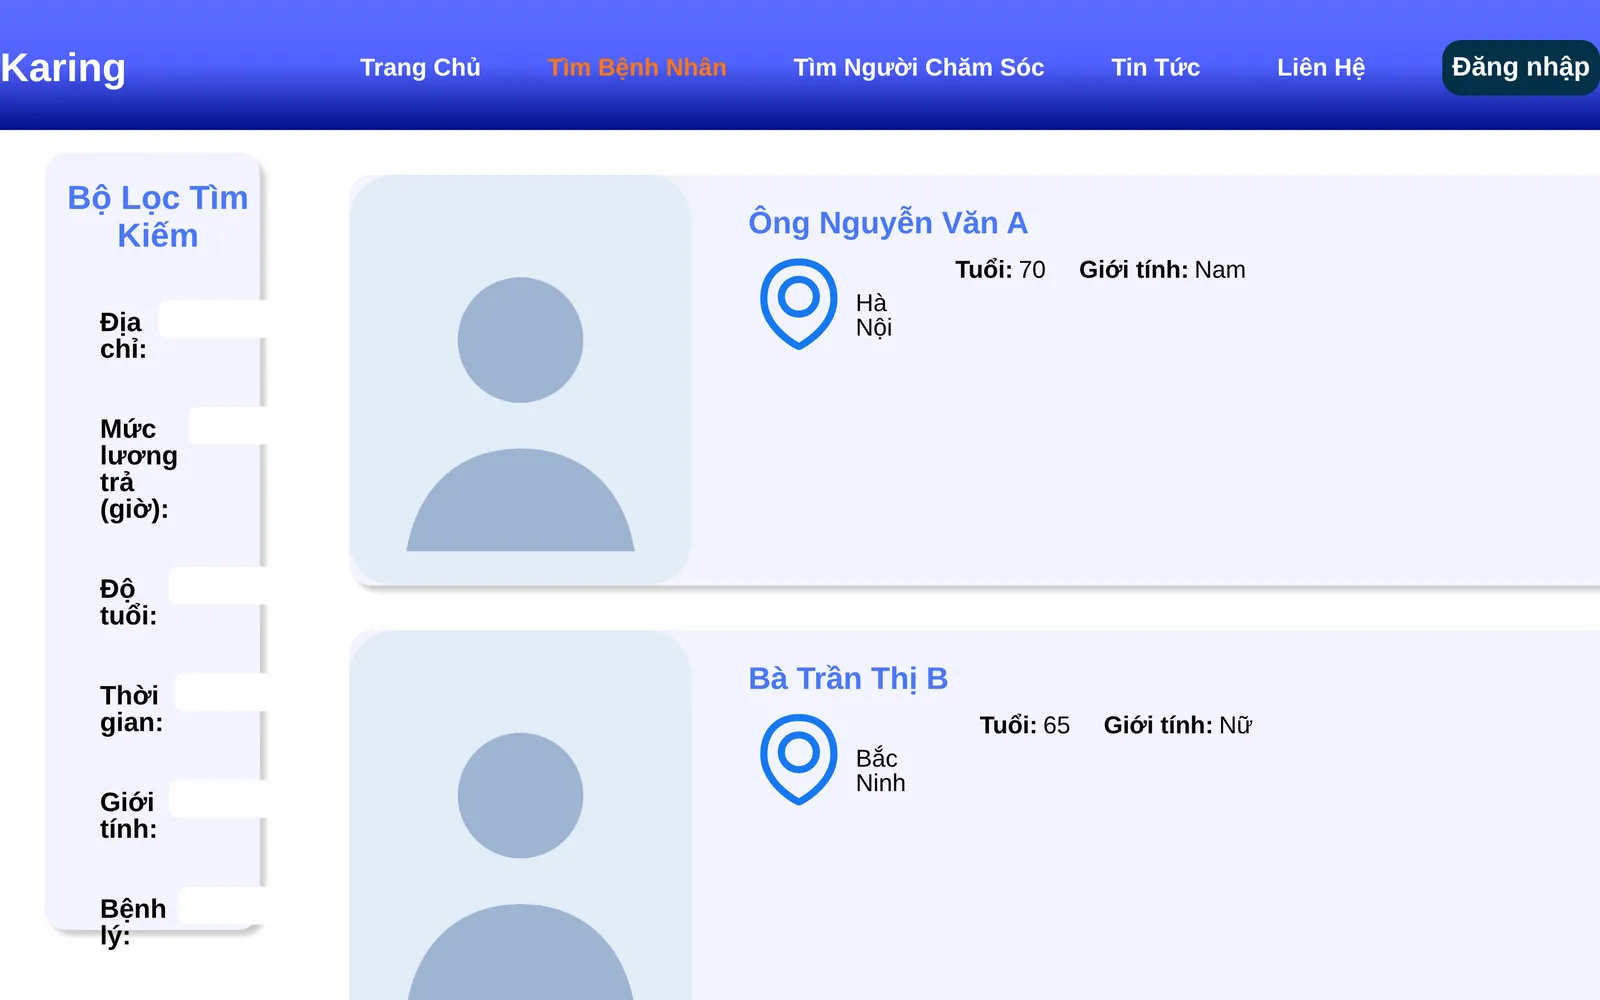 Karing
Trang Chủ
Tìm Bệnh Nhân
Tìm Người Chăm Sóc
Tin Tức
Liên Hệ
Đăng nhập
Bộ Lọc Tìm
Kiếm
Địa
chỉ:
Mức
lương
trả
(giờ):
Độ
tuổi:
Thời
gian:
Giới
tính:
Bệnh
lý:
Ông Nguyễn Văn A
Hà
Nội
Tuổi: 70
Giới tính: Nam
Bà Trần Thị B
Bắc
Ninh
Tuổi: 65
Giới tính: Nữ